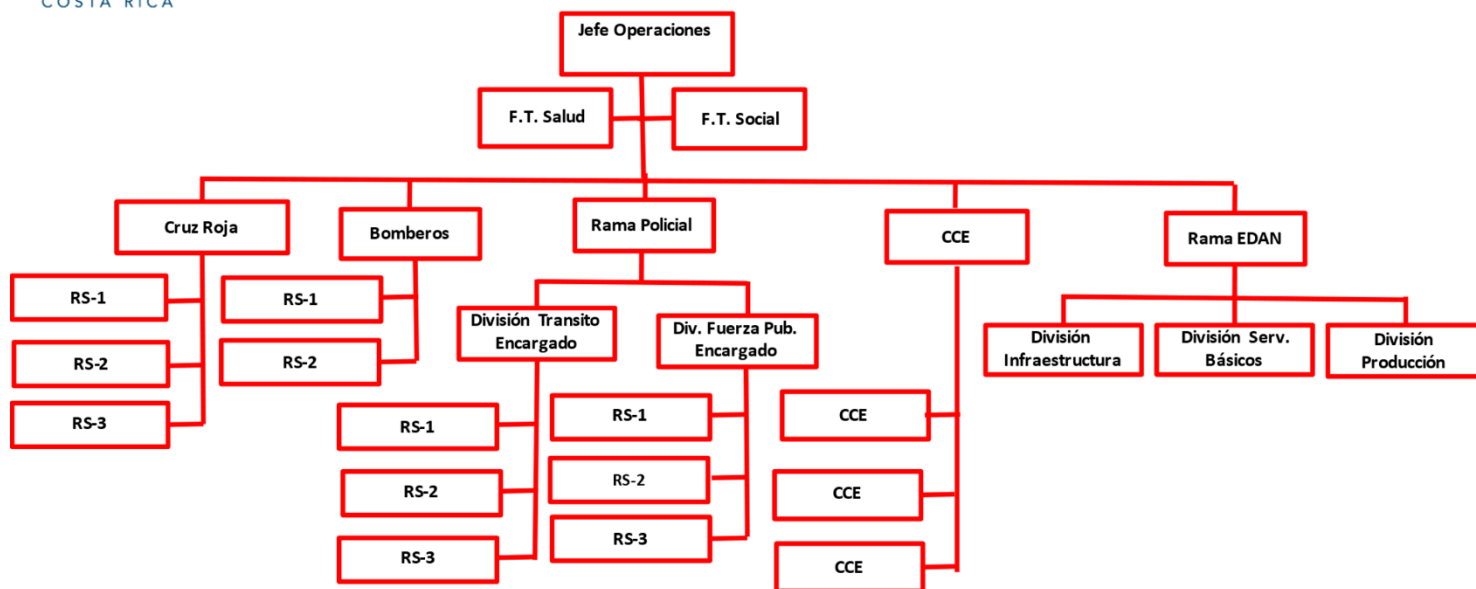 COSTA RICA
Jefe Operaciones
F.T. Salud
F.T. Social
Cruz Roja
Bomberos
Rama Policial
CCE
Rama EDAN
RS-1
RS-2
RS-3
RS-1
RS-2
División Transito
Encargado
Div. Fuerza Pub.
Encargado
RS-1
RS-2
RS-3
RS-1
RS-2
RS-3
CCE
CCE
CCE
División
Infraestructura
División Serv.
Básicos
División
Producción